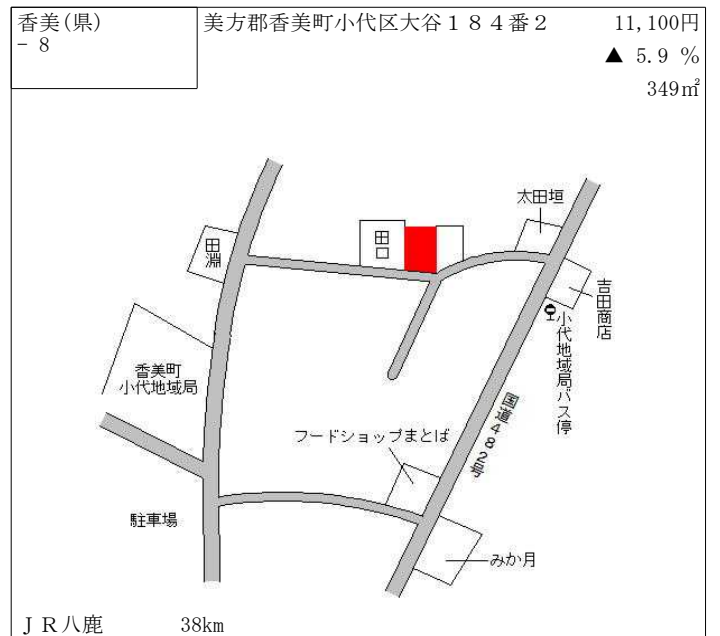 香美(県)
- 8
美方郡香美町小代区大谷１８４番２
11,100円
▲ 5.9 %
349㎡
太田垣
田口
田淵
吉田商店
小代地域局バス停
香美町
小代地域局
国道482号
フードショップまとば
駐車場
みか月
ＪＲ八鹿 38km